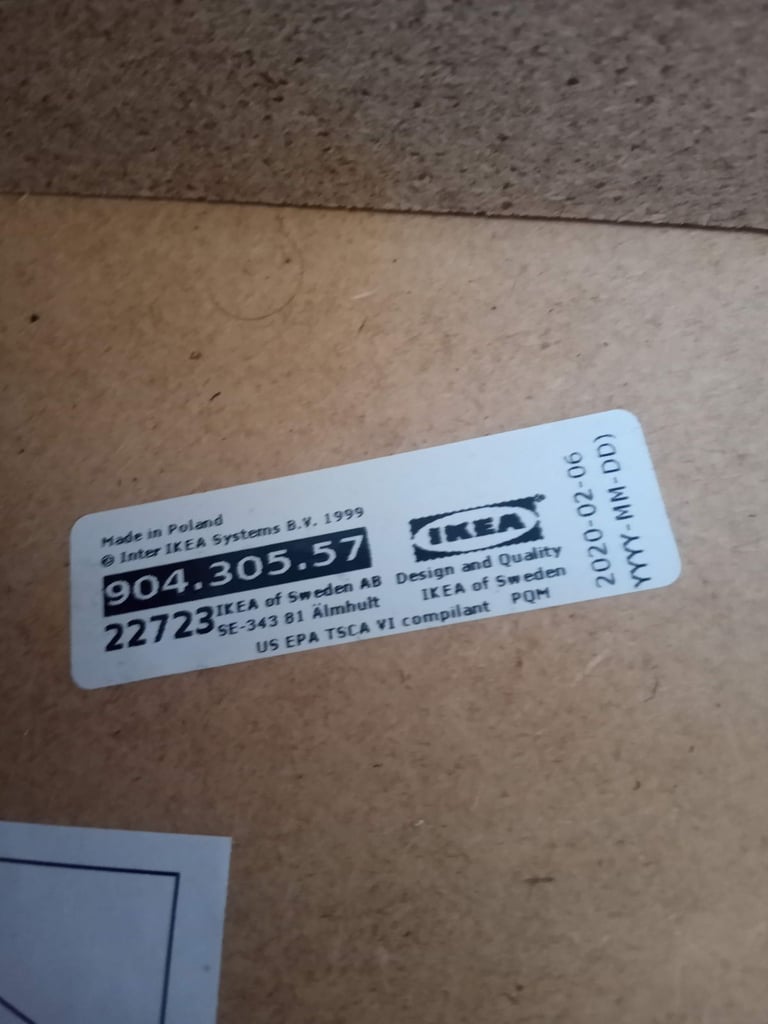 Made in Poland
© Inter IKEA Systems B.V. 1999
904.305.57
22723
IKEA of Sweden AB
SE-343 81 Älmhult
US EPA TSCA VI compilant
IKEA®
Design and Quality
IKEA of Sweden
PQM
2020-02-06
YYYY-MM-DD)